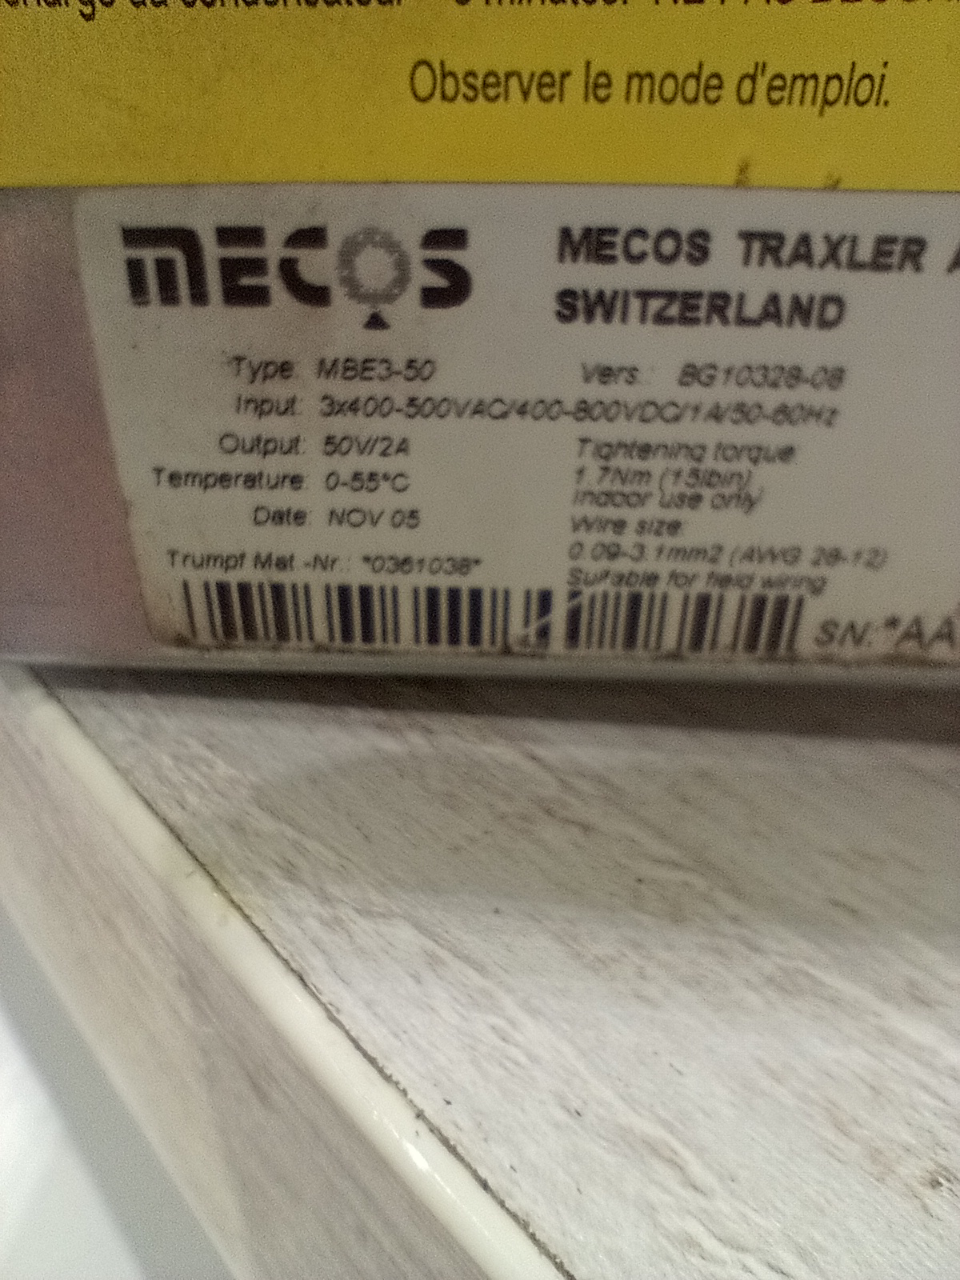 Observer le mode d'emploi.
MECOS
MECOS TRAXLER
SWITZERLAND
Type: MBE3-50
Vers.: BG10328-08
Input: 3x400-500VAC/400-800VDC/1A/50-60Hz
Output: 50V/2A
Temperature: 0-55°C
Date: NOV 05
Trumpf Mat.-Nr.: *0361038*
Tightening torque
1.7Nm (15lbin)
Indoor use only
Wire size:
0.09-3.1mm2 (AWG 28-12)
Suitable for field wiring
SN: *AA